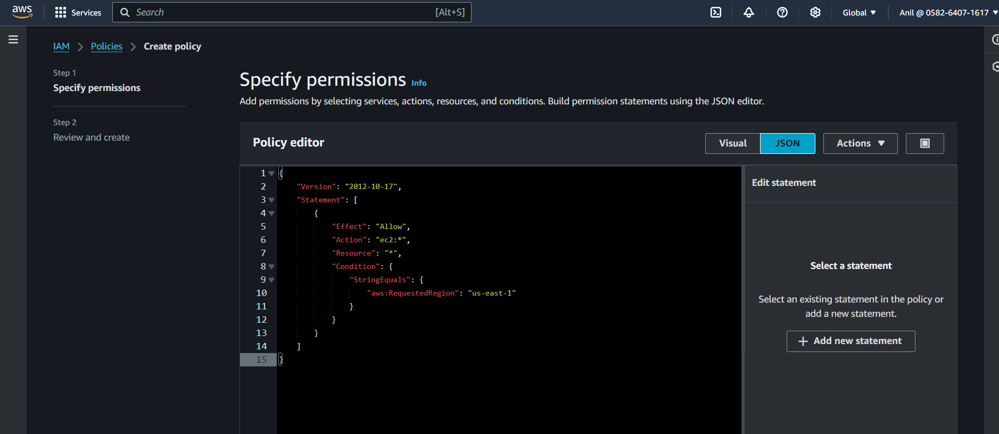 aws Services Search [Alt+S] Global Anil @ 0582-6407-1617
IAM Policies Create policy
Step 1
Specify permissions
Step 2
Review and create
Specify permissions Info
Add permissions by selecting services, actions, resources, and conditions. Build permission statements using the JSON editor.
Policy editor Visual JSON Actions
1 {
2 "Version": "2012-10-17",
3 "Statement": [
4 {
5 "Effect": "Allow",
6 "Action": "ec2:*",
7 "Resource": "*",
8 "Condition": {
9 "StringEquals": {
10 "aws:RequestedRegion": "us-east-1"
11 }
12 }
13 }
14 ]
15 }
Edit statement
Select a statement
Select an existing statement in the policy or
add a new statement.
+ Add new statement